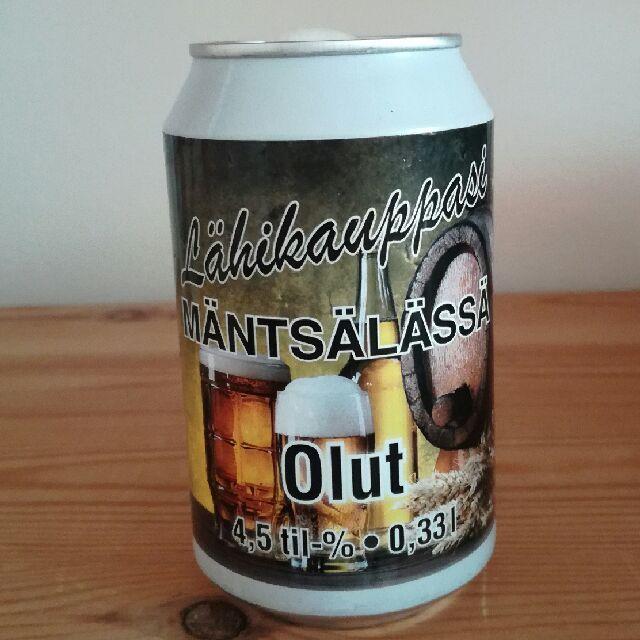 Lähikauppasi
MÄNTSÄLÄSSÄ
Olut
4,5 til-% • 0,33 l